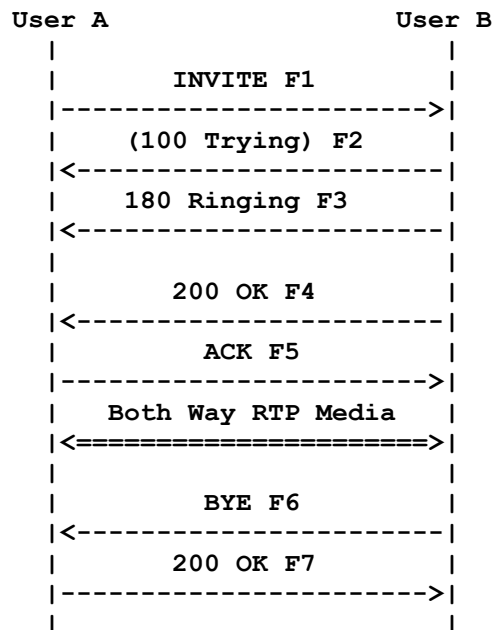 User A User B
INVITE F1
(100 Trying) F2
180 Ringing F3
200 OK F4
ACK F5
Both Way RTP Media
BYE F6
200 OK F7